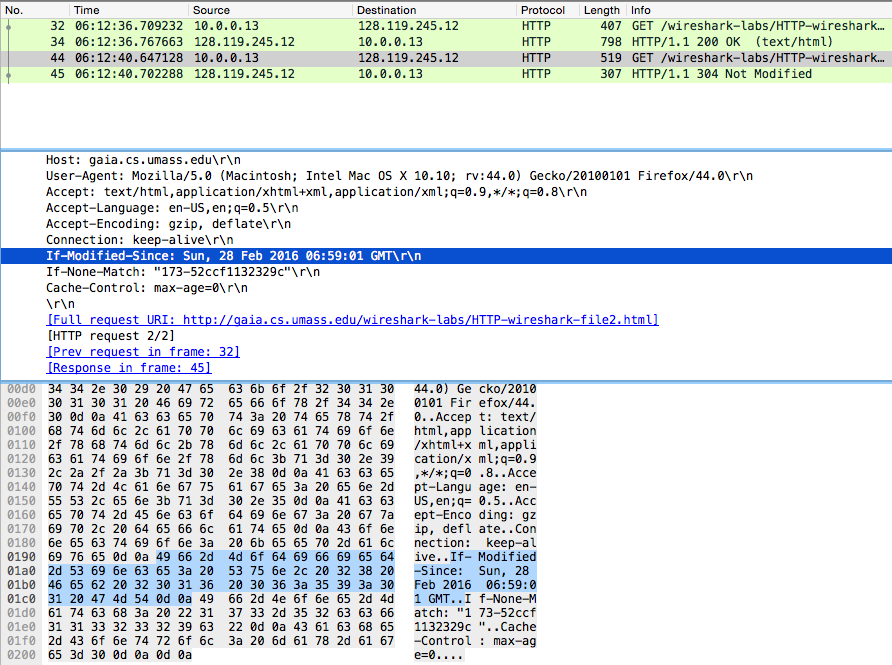 No. Time Source Destination Protocol Length Info
32 06:12:36.709232 10.0.0.13 128.119.245.12 HTTP 407 GET /wireshark-labs/HTTP-wireshark…
34 06:12:36.767663 128.119.245.12 10.0.0.13 HTTP 798 HTTP/1.1 200 OK (text/html)
44 06:12:40.647128 10.0.0.13 128.119.245.12 HTTP 519 GET /wireshark-labs/HTTP-wireshark…
45 06:12:40.702288 128.119.245.12 10.0.0.13 HTTP 307 HTTP/1.1 304 Not Modified
Host: gaia.cs.umass.edu\r\n
User-Agent: Mozilla/5.0 (Macintosh; Intel Mac OS X 10.10; rv:44.0) Gecko/20100101 Firefox/44.0\r\n
Accept: text/html,application/xhtml+xml,application/xml;q=0.9,*/*;q=0.8\r\n
Accept-Language: en-US,en;q=0.5\r\n
Accept-Encoding: gzip, deflate\r\n
Connection: keep-alive\r\n
If-Modified-Since: Sun, 28 Feb 2016 06:59:01 GMT\r\n
If-None-Match: "173-52ccf1132329c"\r\n
Cache-Control: max-age=0\r\n
\r\n
[Full request URI: http://gaia.cs.umass.edu/wireshark-labs/HTTP-wireshark-file2.html]
[HTTP request 2/2]
[Prev request in frame: 32]
[Response in frame: 45]
00d0 34 34 2e 30 29 20 47 65 63 6b 6f 2f 32 30 31 30 44.0) Ge cko/2010
00e0 30 31 30 31 20 46 69 72 65 66 6f 78 2f 34 34 2e 0101 Fir efox/44.
00f0 30 0d 0a 41 63 63 65 70 74 3a 20 74 65 78 74 2f 0..Accep t: text/
0100 68 74 6d 6c 2c 61 70 70 6c 69 63 61 74 69 6f 6e html,app lication
0110 2f 78 68 74 6d 6c 2b 78 6d 6c 2c 61 70 70 6c 69 /xhtml+x ml,appli
0120 63 61 74 69 6f 6e 2f 78 6d 6c 3b 71 3d 30 2e 39 cation/x ml;q=0.9
0130 2c 2a 2f 2a 3b 71 3d 30 2e 38 0d 0a 41 63 63 65 ,*/*;q=0 .8..Acce
0140 70 74 2d 4c 61 6e 67 75 61 67 65 3a 20 65 6e 2d pt-Langu age: en-
0150 55 53 2c 65 6e 3b 71 3d 30 2e 35 0d 0a 41 63 63 US,en;q= 0.5..Acc
0160 65 70 74 2d 45 6e 63 6f 64 69 6e 67 3a 20 67 7a ept-Enco ding: gz
0170 69 70 2c 20 64 65 66 6c 61 74 65 0d 0a 43 6f 6e ip, defl ate..Con
0180 6e 65 63 74 69 6f 6e 3a 20 6b 65 65 70 2d 61 6c nection: keep-al
0190 69 76 65 0d 0a 49 66 2d 4d 6f 64 69 66 69 65 64 ive..If- Modified
01a0 2d 53 69 6e 63 65 3a 20 53 75 6e 2c 20 32 38 20 -Since: Sun, 28
01b0 46 65 62 20 32 30 31 36 20 30 36 3a 35 39 3a 30 Feb 2016 06:59:0
01c0 31 20 47 4d 54 0d 0a 49 66 2d 4e 6f 6e 65 2d 4d 1 GMT..I f-None-M
01d0 61 74 63 68 3a 20 22 31 37 33 2d 35 32 63 63 66 atch: "1 73-52ccf
01e0 31 31 33 32 33 32 39 63 22 0d 0a 43 61 63 68 65 1132329c "..Cache
01f0 2d 43 6f 6e 74 72 6f 6c 3a 20 6d 61 78 2d 61 67 -Control : max-ag
0200 65 3d 30 0d 0a 0d 0a e=0....